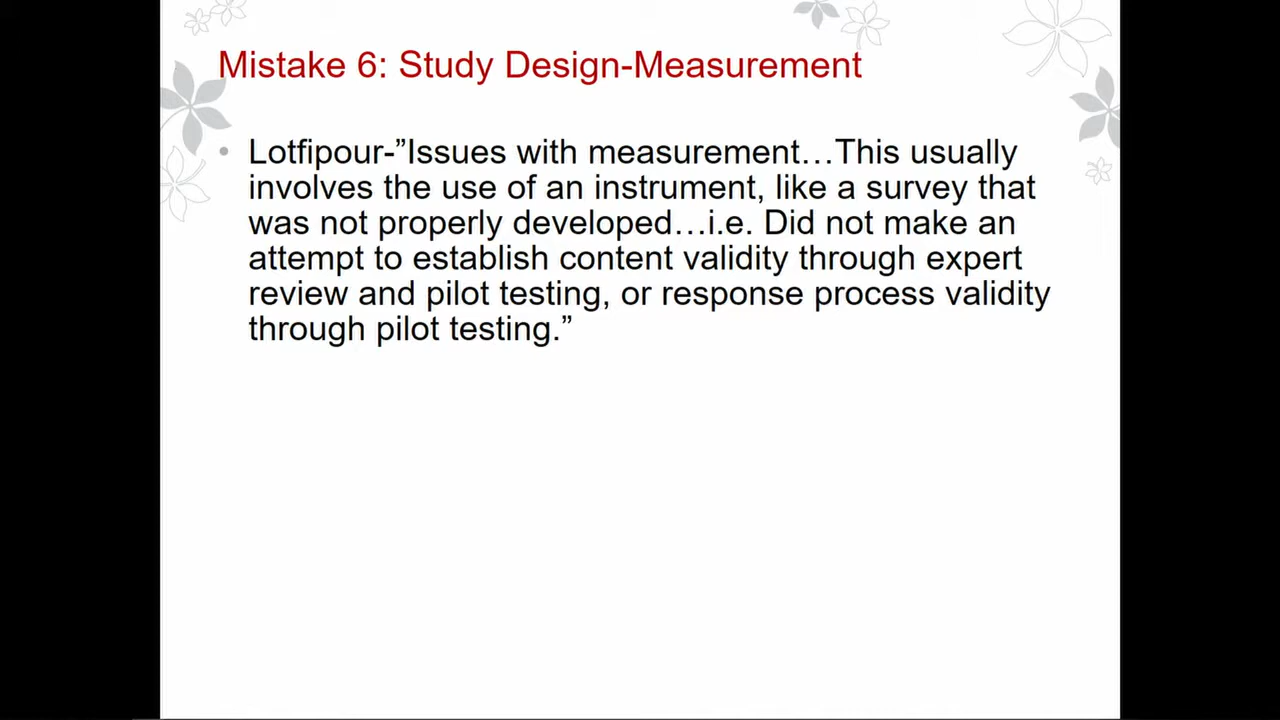 Mistake 6: Study Design-Measurement
• Lotfipour-”Issues with measurement…This usually
involves the use of an instrument, like a survey that
was not properly developed…i.e. Did not make an
attempt to establish content validity through expert
review and pilot testing, or response process validity
through pilot testing.”